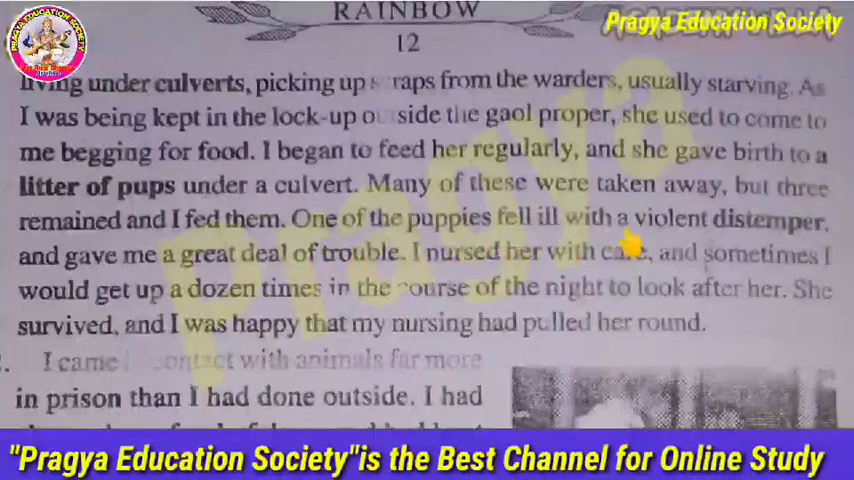 RAINBOW
Pragya Education Society
12
living under culverts, picking up scraps from the warders, usually starving. As
I was being kept in the lock-up outside the gaol proper, she used to come to
me begging for food. I began to feed her regularly, and she gave birth to a
litter of pups under a culvert. Many of these were taken away, but three
remained and I fed them. One of the puppies fell ill with a violent distemper,
and gave me a great deal of trouble. I nursed her with care, and sometimes I
would get up a dozen times in the course of the night to look after her. She
survived, and I was happy that my nursing had pulled her round.
I came in contact with animals far more
in prison than I had done outside. I had
Pragya
"Pragya Education Society"is the Best Channel for Online Study